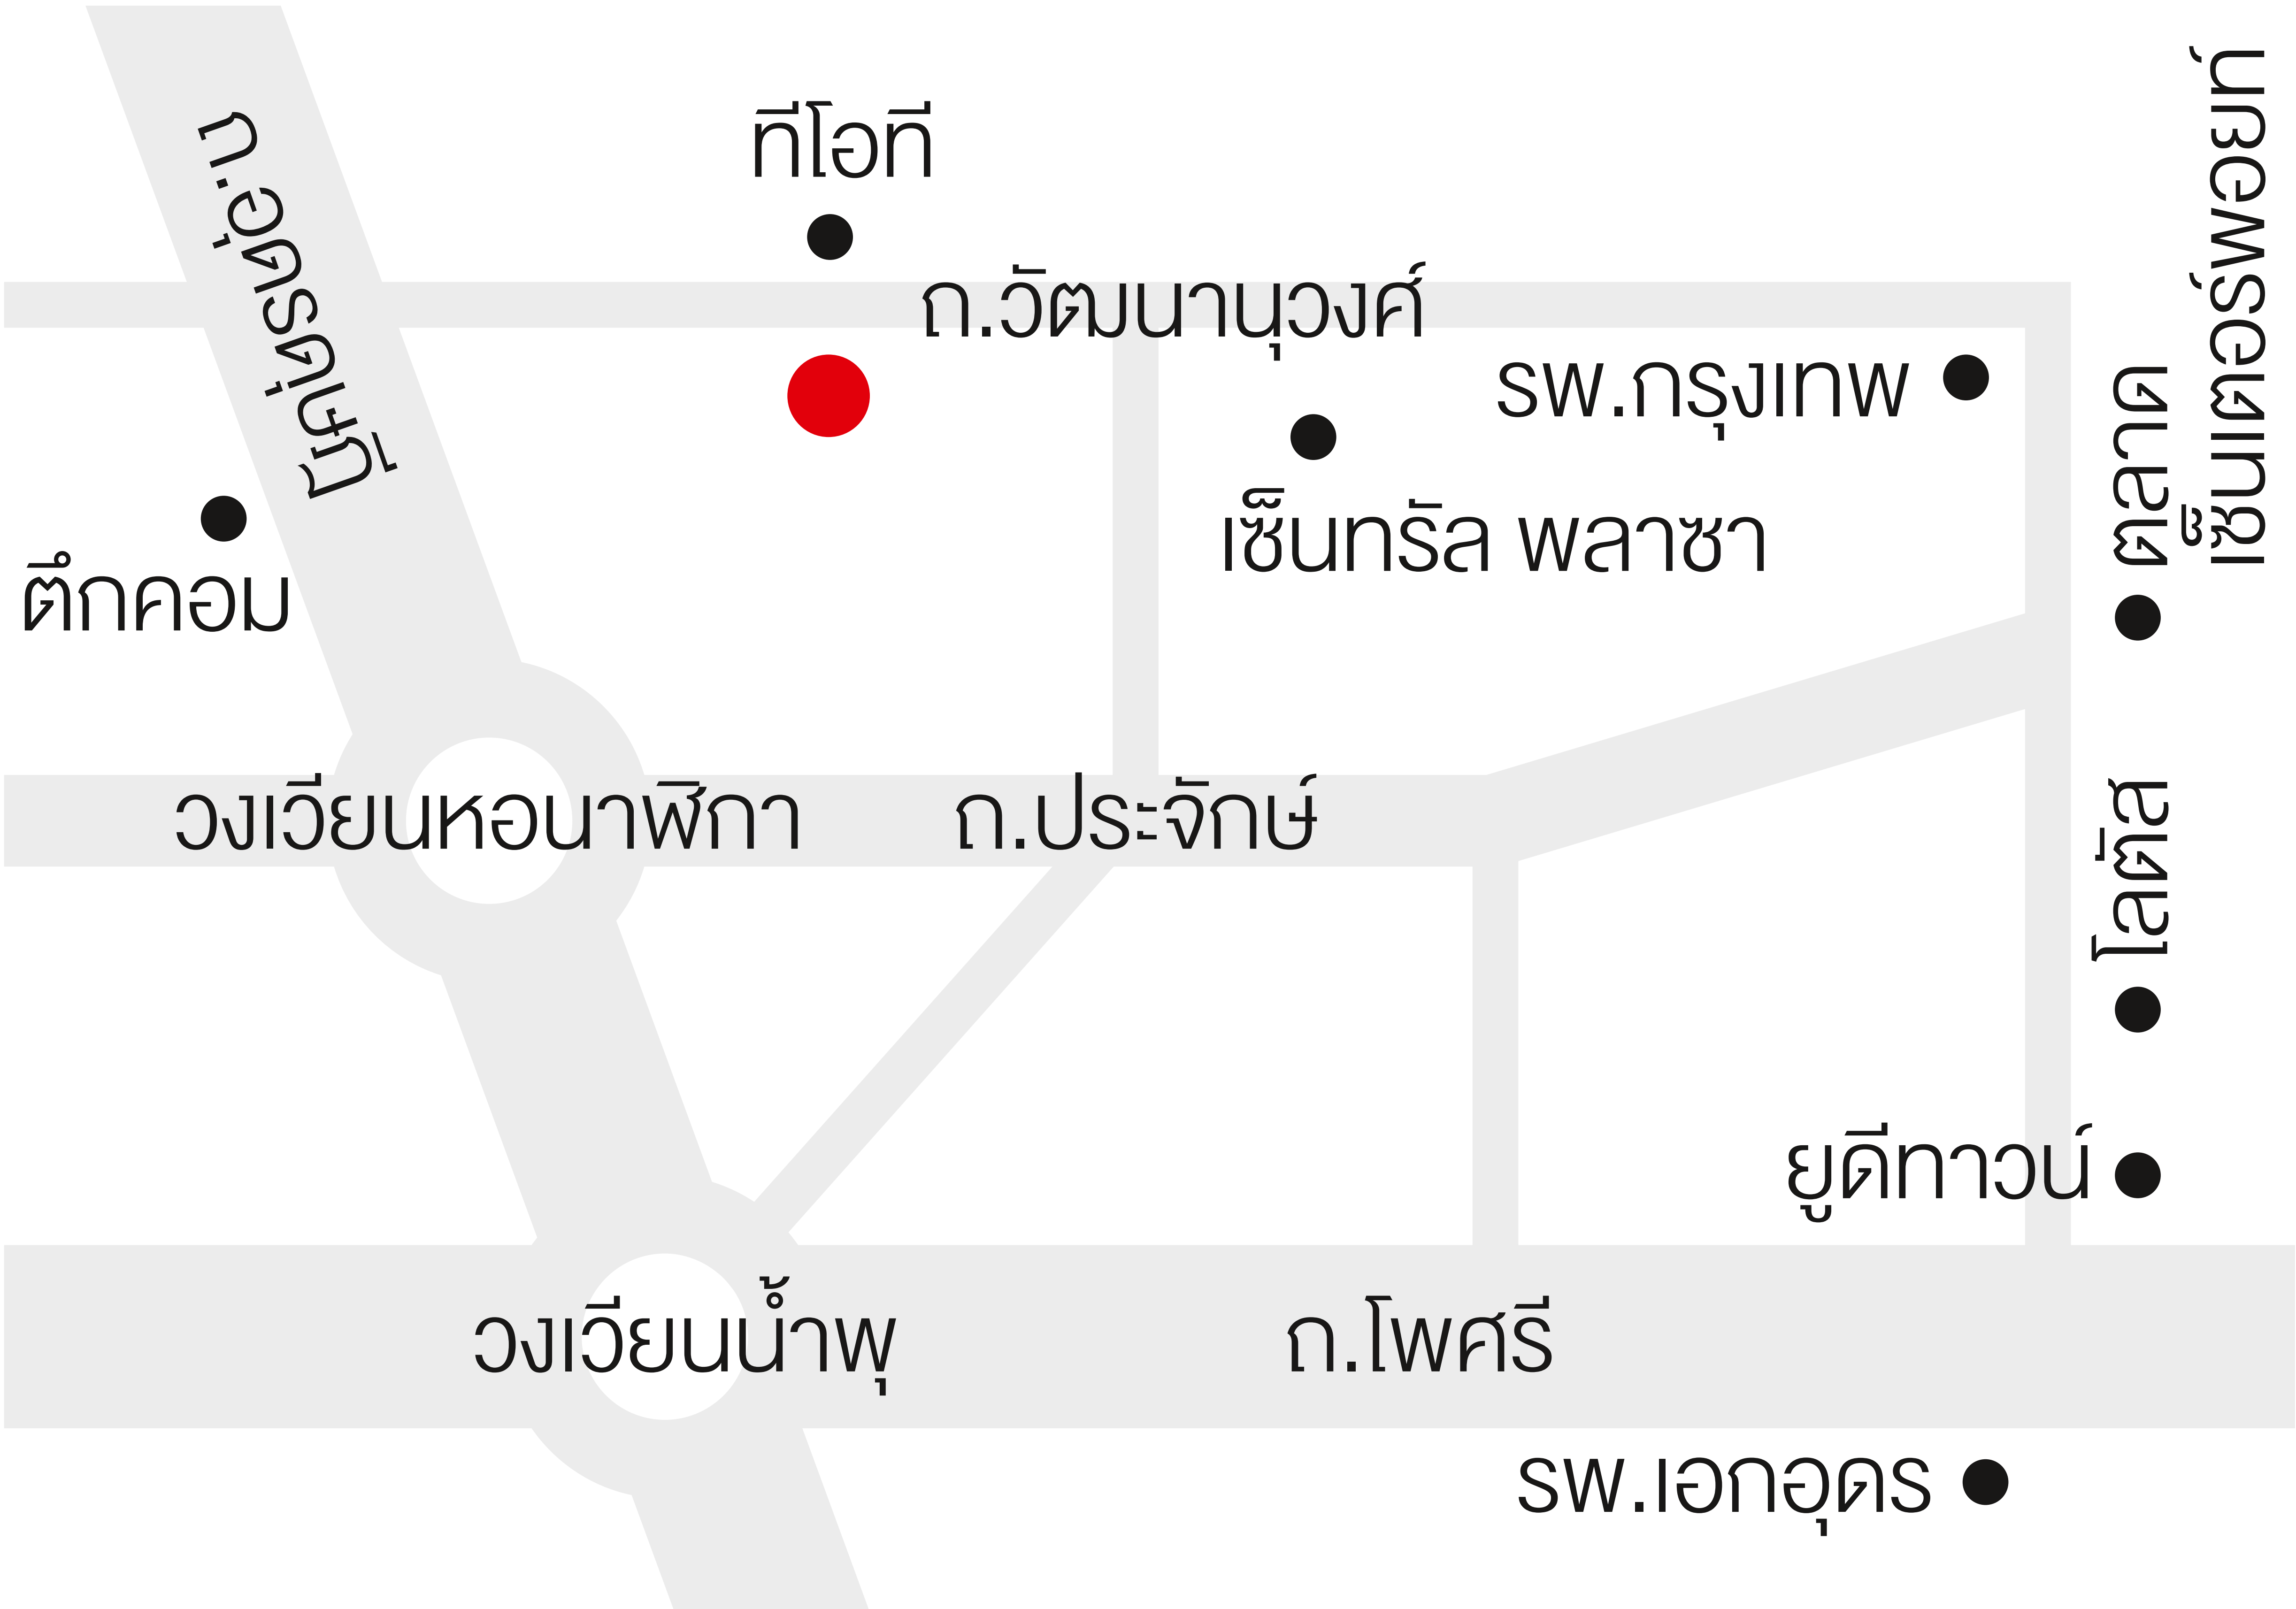 ถ.อุดรดุษฎี
ทีโอที
ถ.วัฒนานุวงศ์
รพ.กรุงเทพ
เซ็นทรัล พลาซา
ตึกคอม
ตลาด
เซ็นเตอร์พอยท์
วงเวียนหอนาฬิกา
ถ.ประจักษ์
โลตัส
ยูดีทาวน์
วงเวียนน้ำพุ
ถ.โพศรี
รพ.เอกอุดร